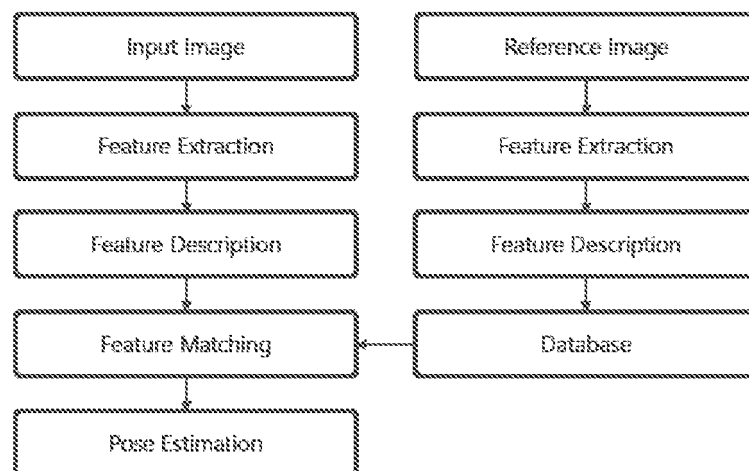 Input Image
Reference Image
Feature Extraction
Feature Extraction
Feature Description
Feature Description
Feature Matching
Database
Pose Estimation